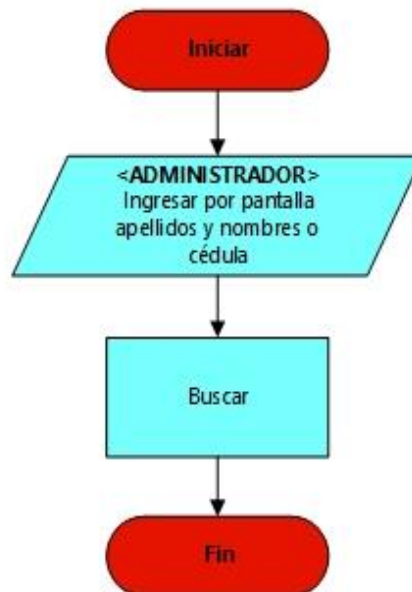 Iniciar
<ADMINISTRADOR>
Ingresar por pantalla
apellidos y nombres o
cédula
Buscar
Fin